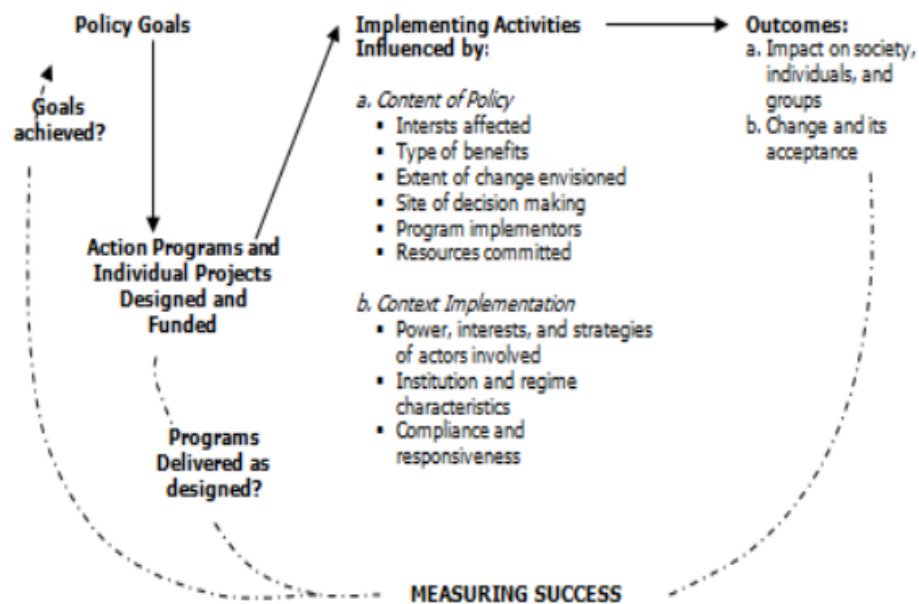 Policy Goals
Goals
achieved?
Action Programs and
Individual Projects
Designed and
Funded
Programs
Delivered as
designed?
Implementing Activities
Influenced by:
a. Content of Policy
▪ Intersts affected
▪ Type of benefits
▪ Extent of change envisioned
▪ Site of decision making
▪ Program implementors
▪ Resources committed
b. Context Implementation
▪ Power, interests, and strategies
of actors involved
▪ Institution and regime
characteristics
▪ Compliance and
responsiveness
Outcomes:
a. Impact on society,
individuals, and
groups
b. Change and its
acceptance
MEASURING SUCCESS